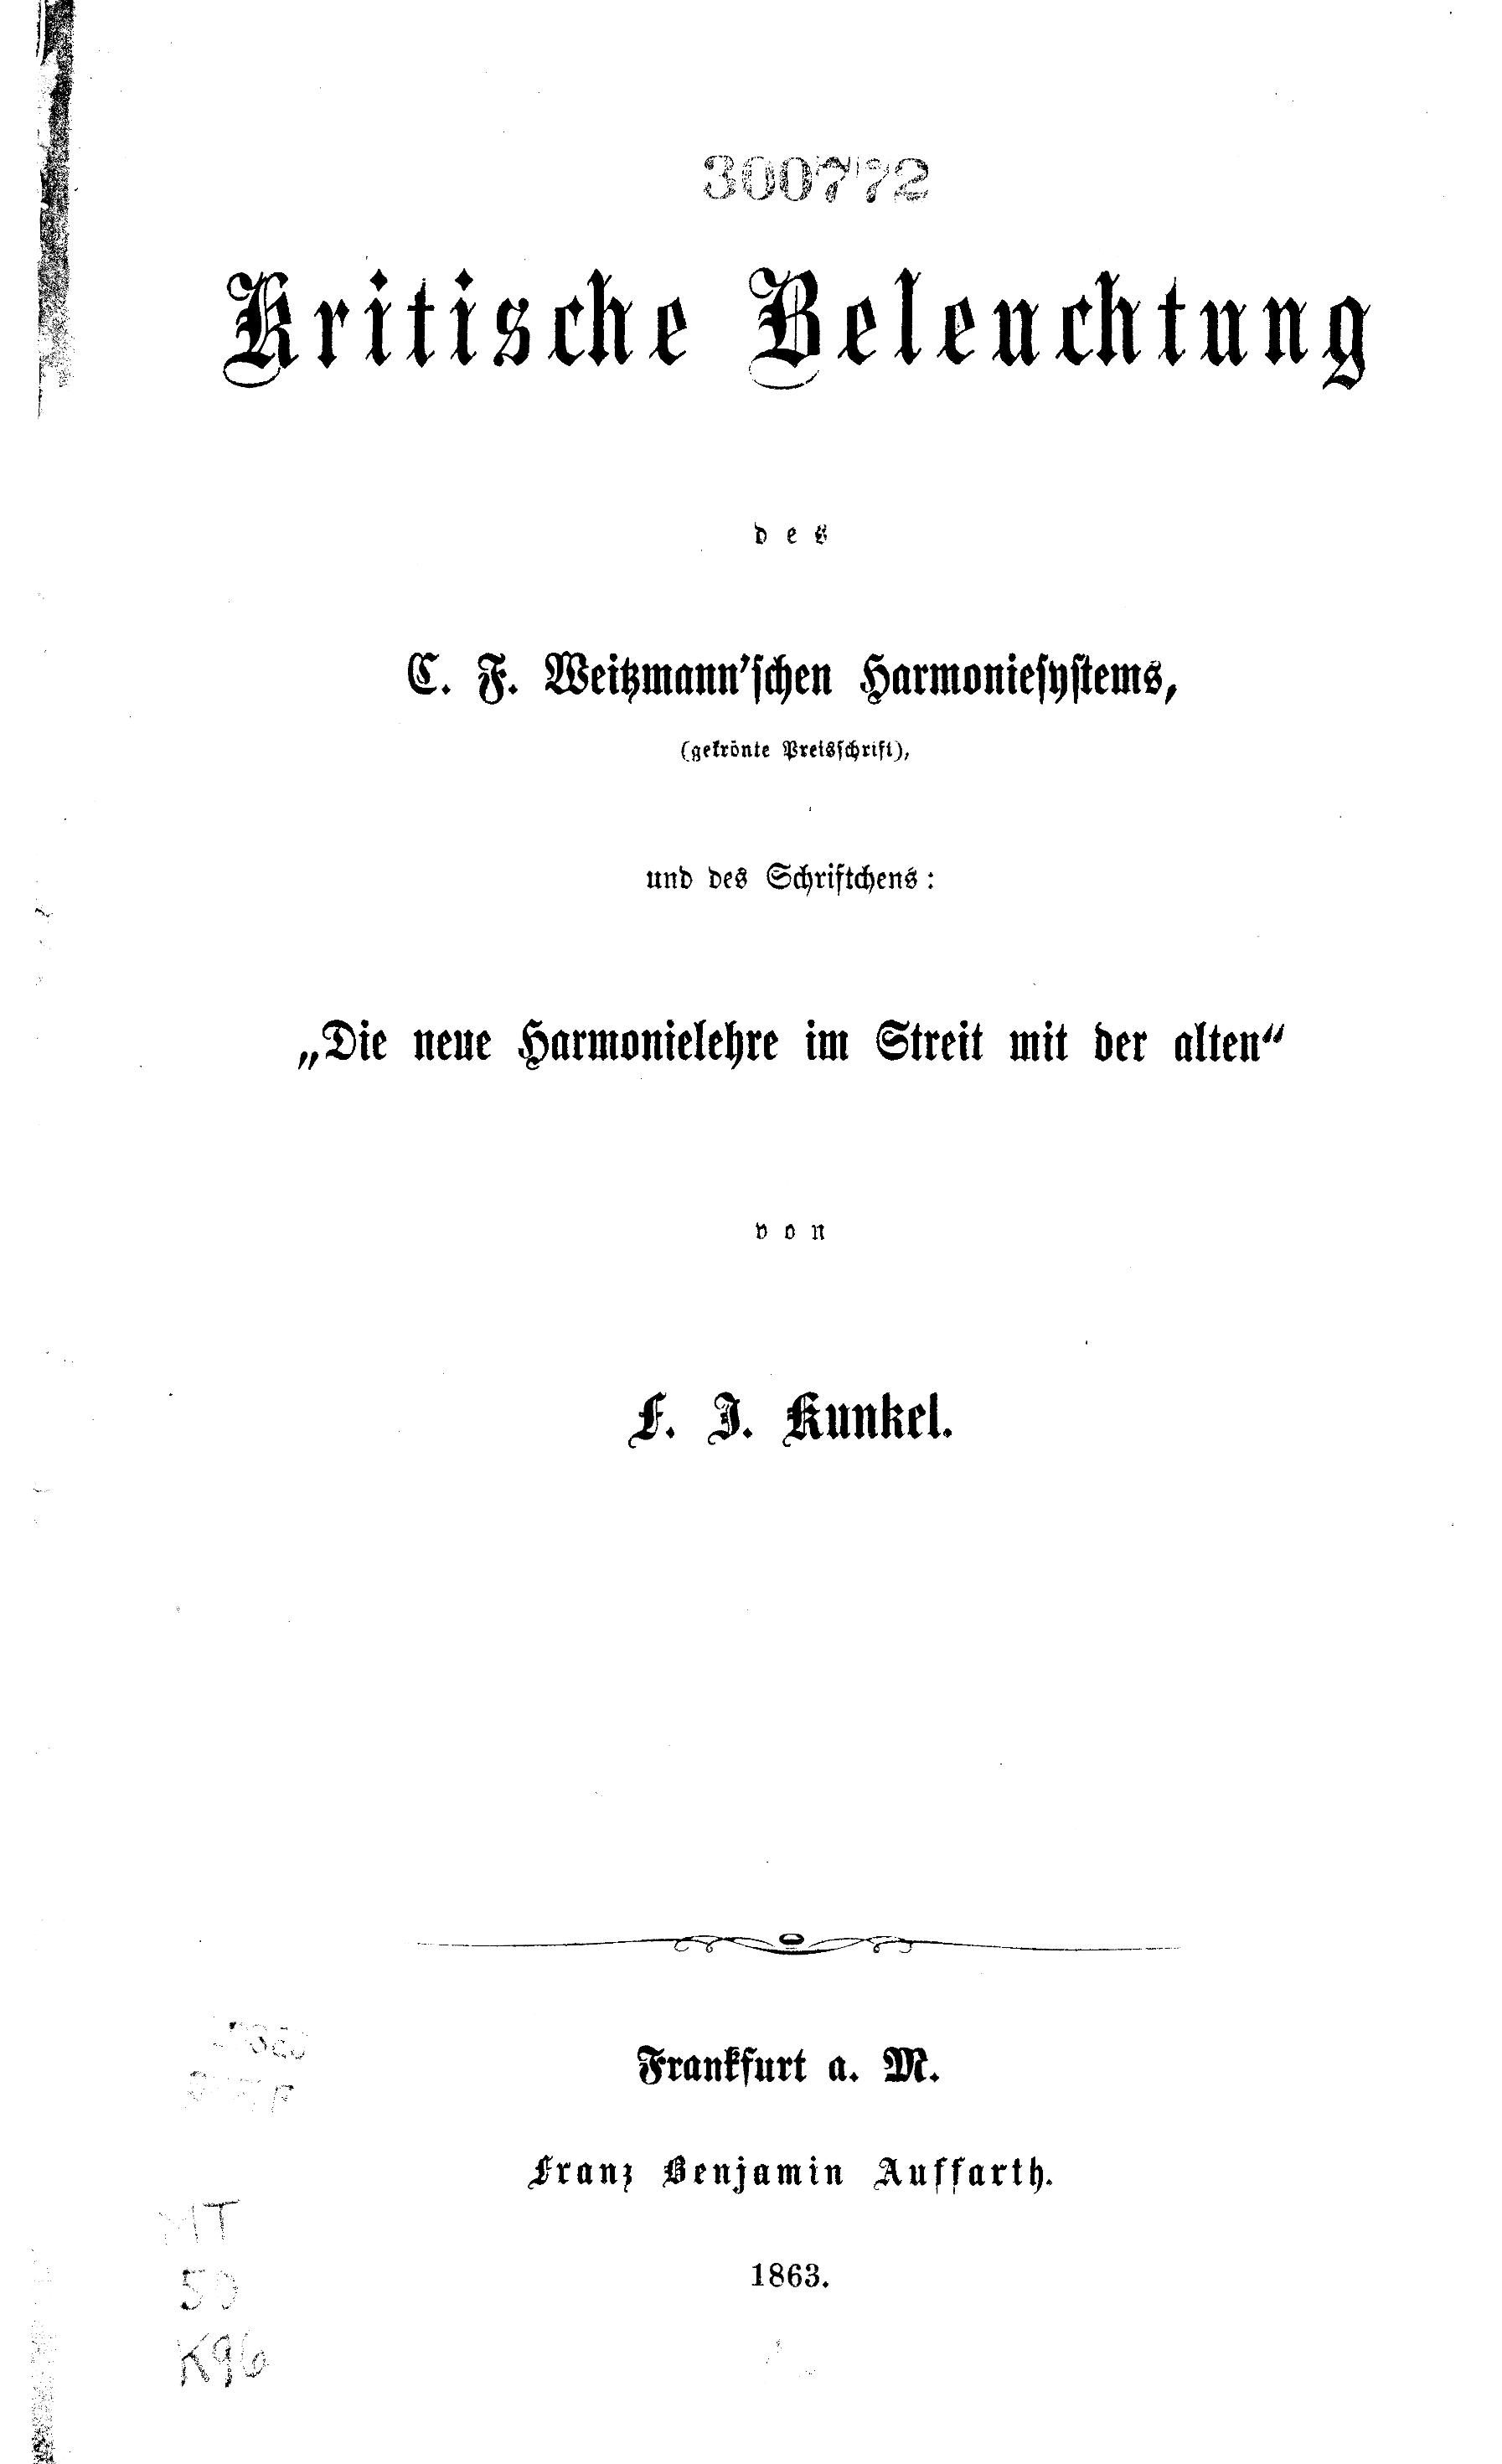 300772
Kritische Beleuchtung
des
C. F. Weitzmann'schen Harmoniesystems,
(gekrönte Preisschrift),
und des Schriftchens:
„Die neue Harmonielehre im Streit mit der alten“
von
F. J. Kunkel.
Frankfurt a. M.
Franz Benjamin Auffarth.
1863.
MT
50
K96